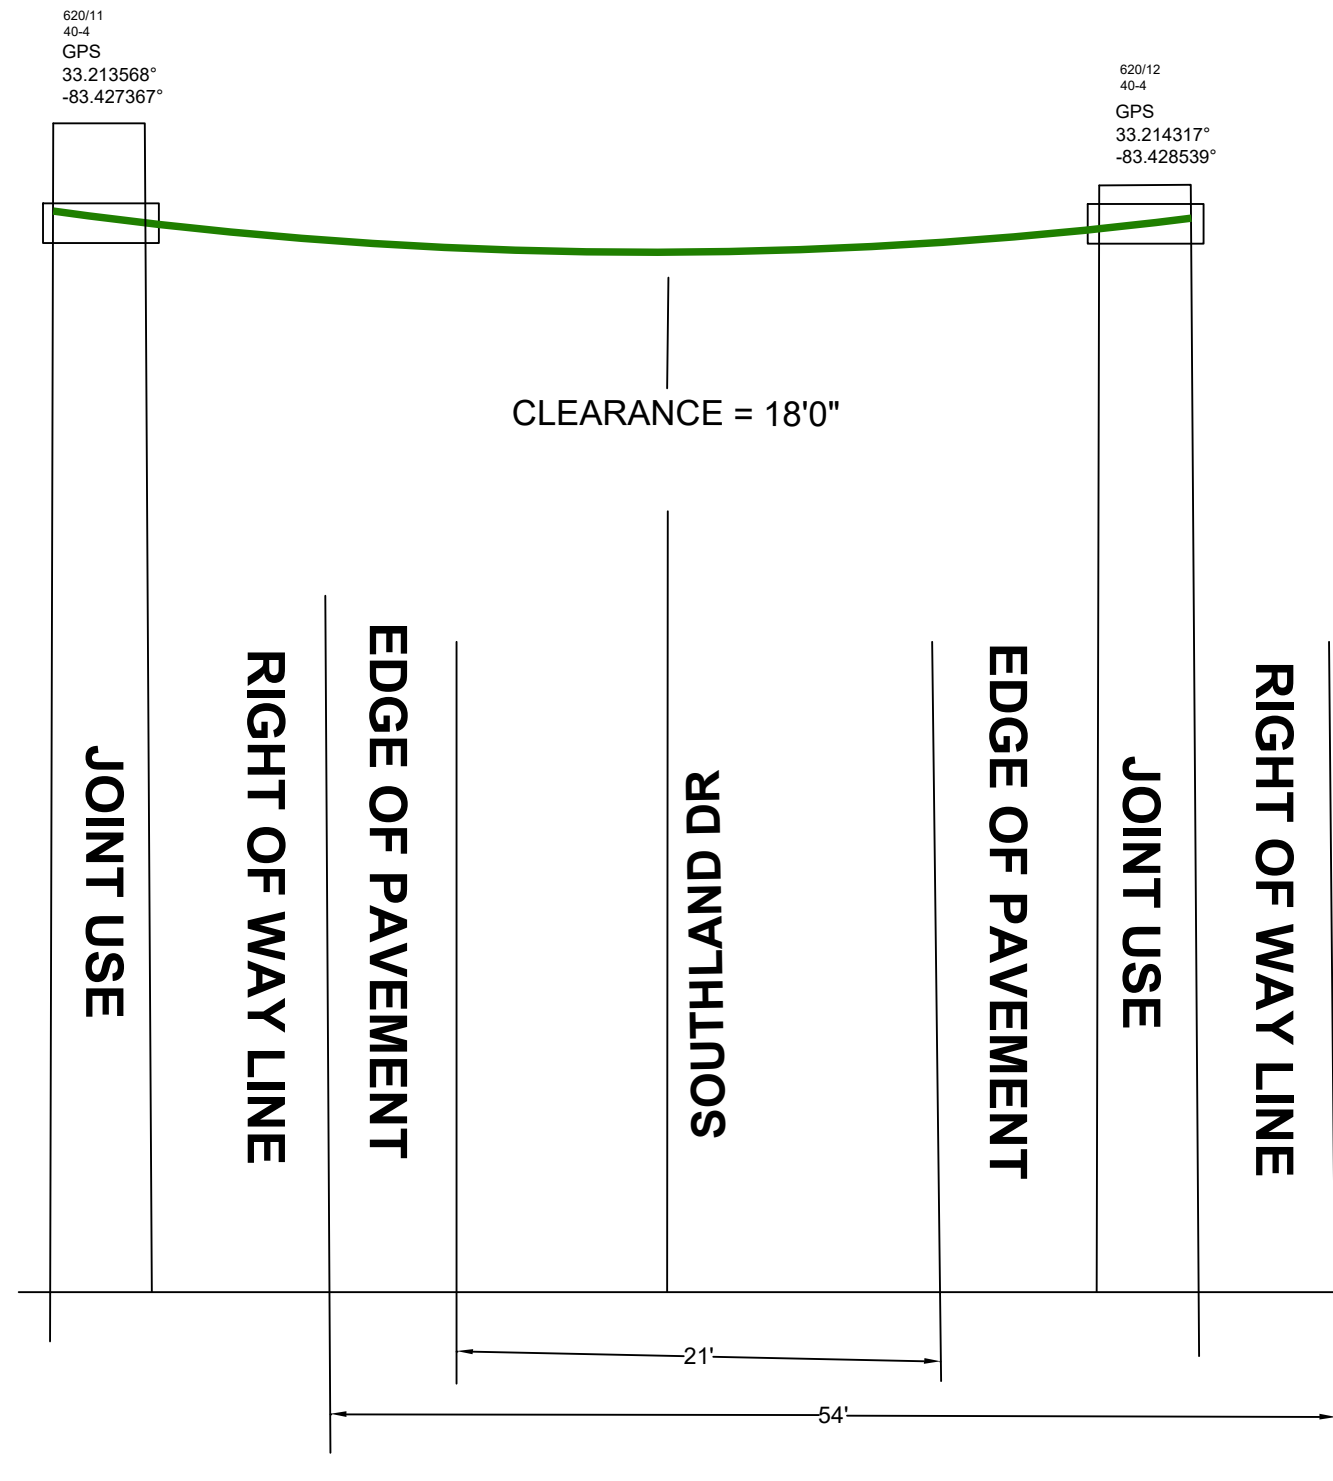 620/11
40-4
GPS
33.213568°
-83.427367°
620/12
40-4
GPS
33.214317°
-83.428539°
CLEARANCE = 18'0"
JOINT USE
RIGHT OF WAY LINE
EDGE OF PAVEMENT
SOUTHLAND DR
EDGE OF PAVEMENT
JOINT USE
RIGHT OF WAY LINE
21'
54'